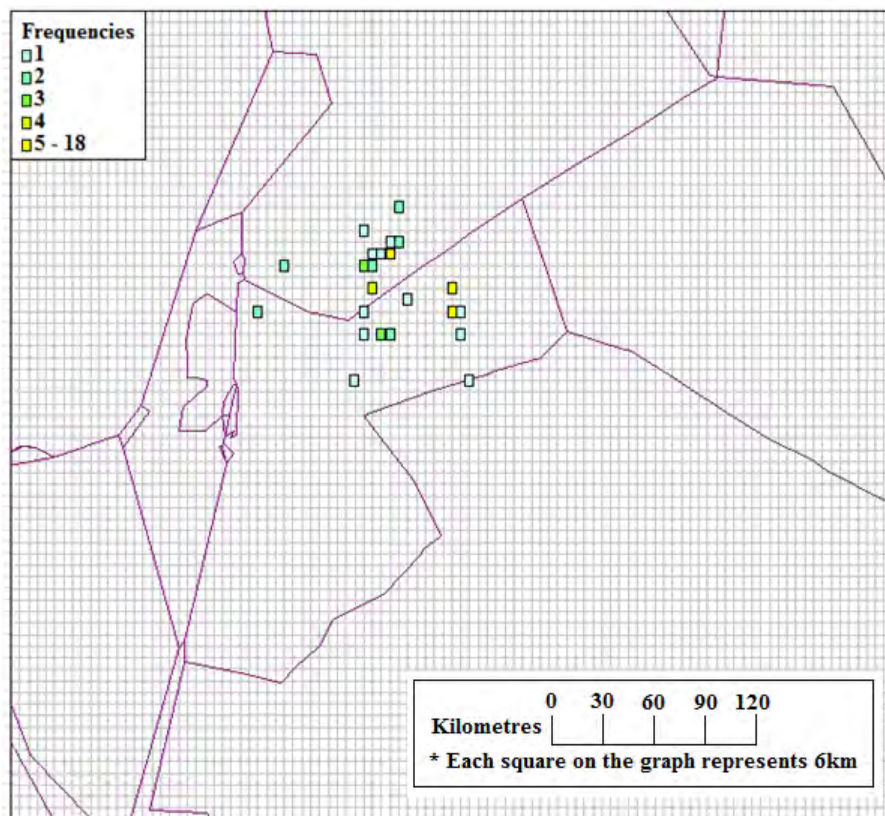 Frequencies
1
2
3
4
5 - 18
0 30 60 90 120
Kilometres
* Each square on the graph represents 6km